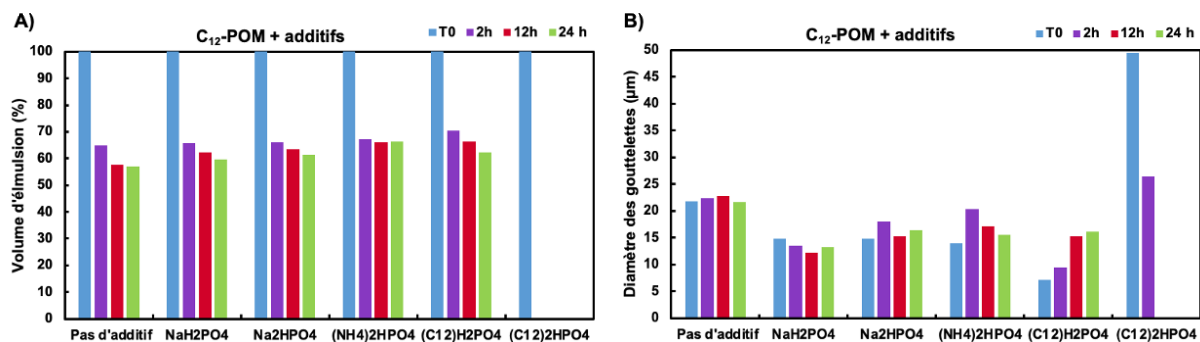 A)
C₁₂-POM + additifs
T0 2h 12h 24 h
Volume d'élmulsion (%)
100
90
80
70
60
50
40
30
20
10
0
Pas d'additif NaH2PO4 Na2HPO4 (NH4)2HPO4 (C12)H2PO4 (C12)2HPO4
B)
C₁₂-POM + additifs
T0 2h 12h 24 h
Diamètre des gouttelettes (µm)
50
45
40
35
30
25
20
15
10
5
0
Pas d'additif NaH2PO4 Na2HPO4 (NH4)2HPO4 (C12)H2PO4 (C12)2HPO4